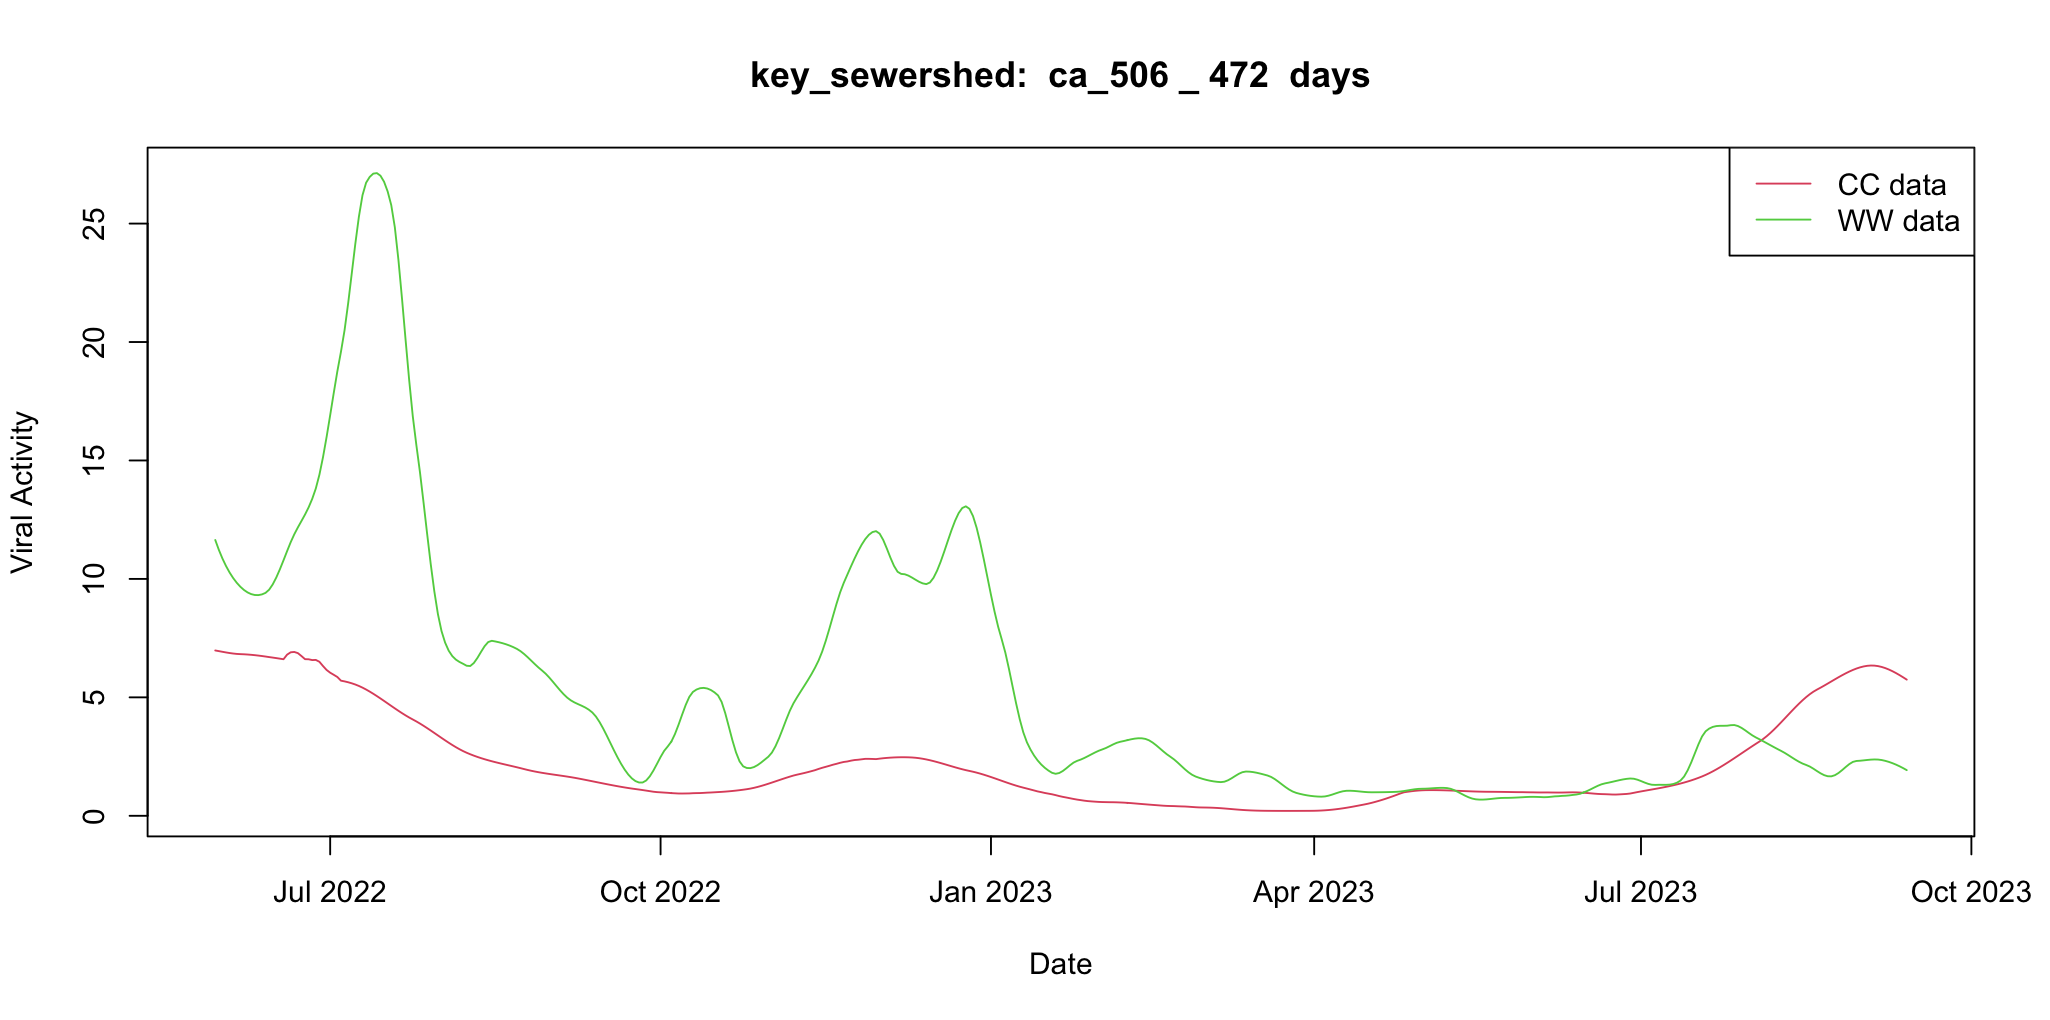 key_sewershed:  ca_506 _ 472  days
CC data
WW data
Viral Activity
25
20
15
10
5
0
Jul 2022
Oct 2022
Jan 2023
Apr 2023
Jul 2023
Oct 2023
Date